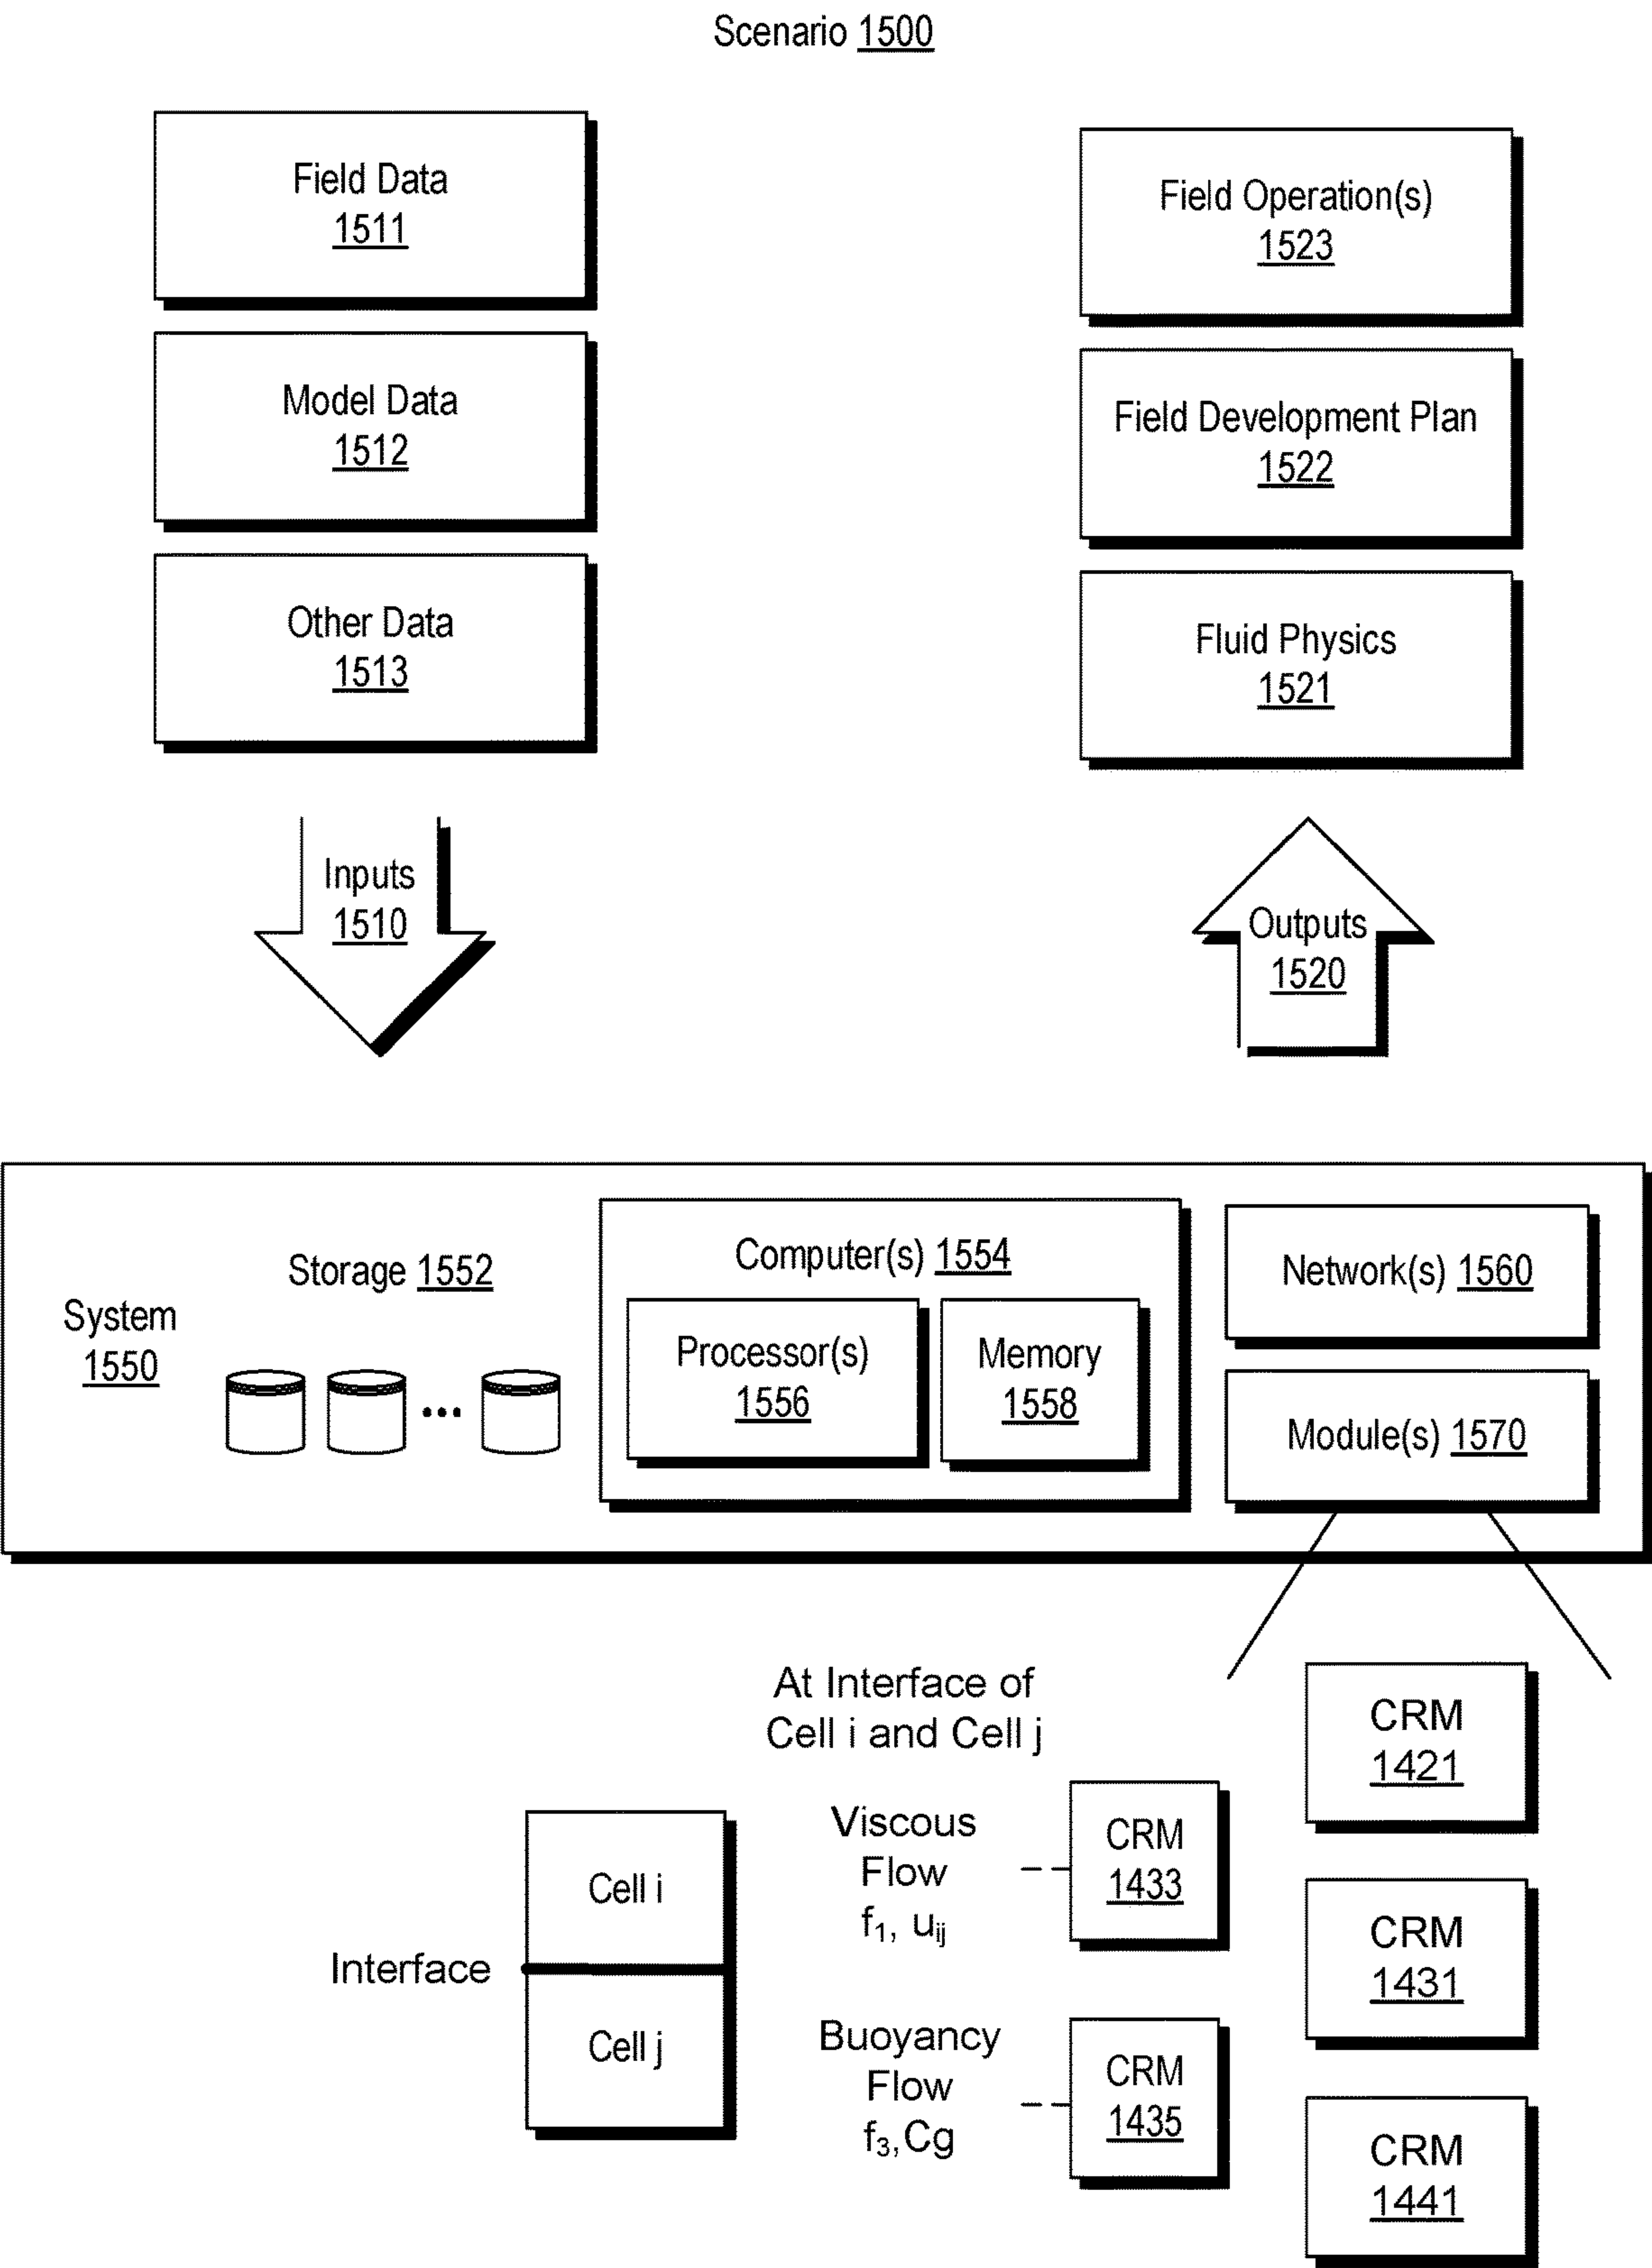 Scenario 1500
Field Data
1511
Model Data
1512
Other Data
1513
Field Operation(s)
1523
Field Development Plan
1522
Fluid Physics
1521
Inputs
1510
Outputs
1520
System
1550
Storage 1552
...
Computer(s) 1554
Processor(s)
1556
Memory
1558
Network(s) 1560
Module(s) 1570
At Interface of
Cell i and Cell j
Interface
Cell i
Cell j
Viscous
Flow
f₁, uᵢⱼ
CRM
1433
Buoyancy
Flow
f₃,Cg
CRM
1435
CRM
1421
CRM
1431
CRM
1441